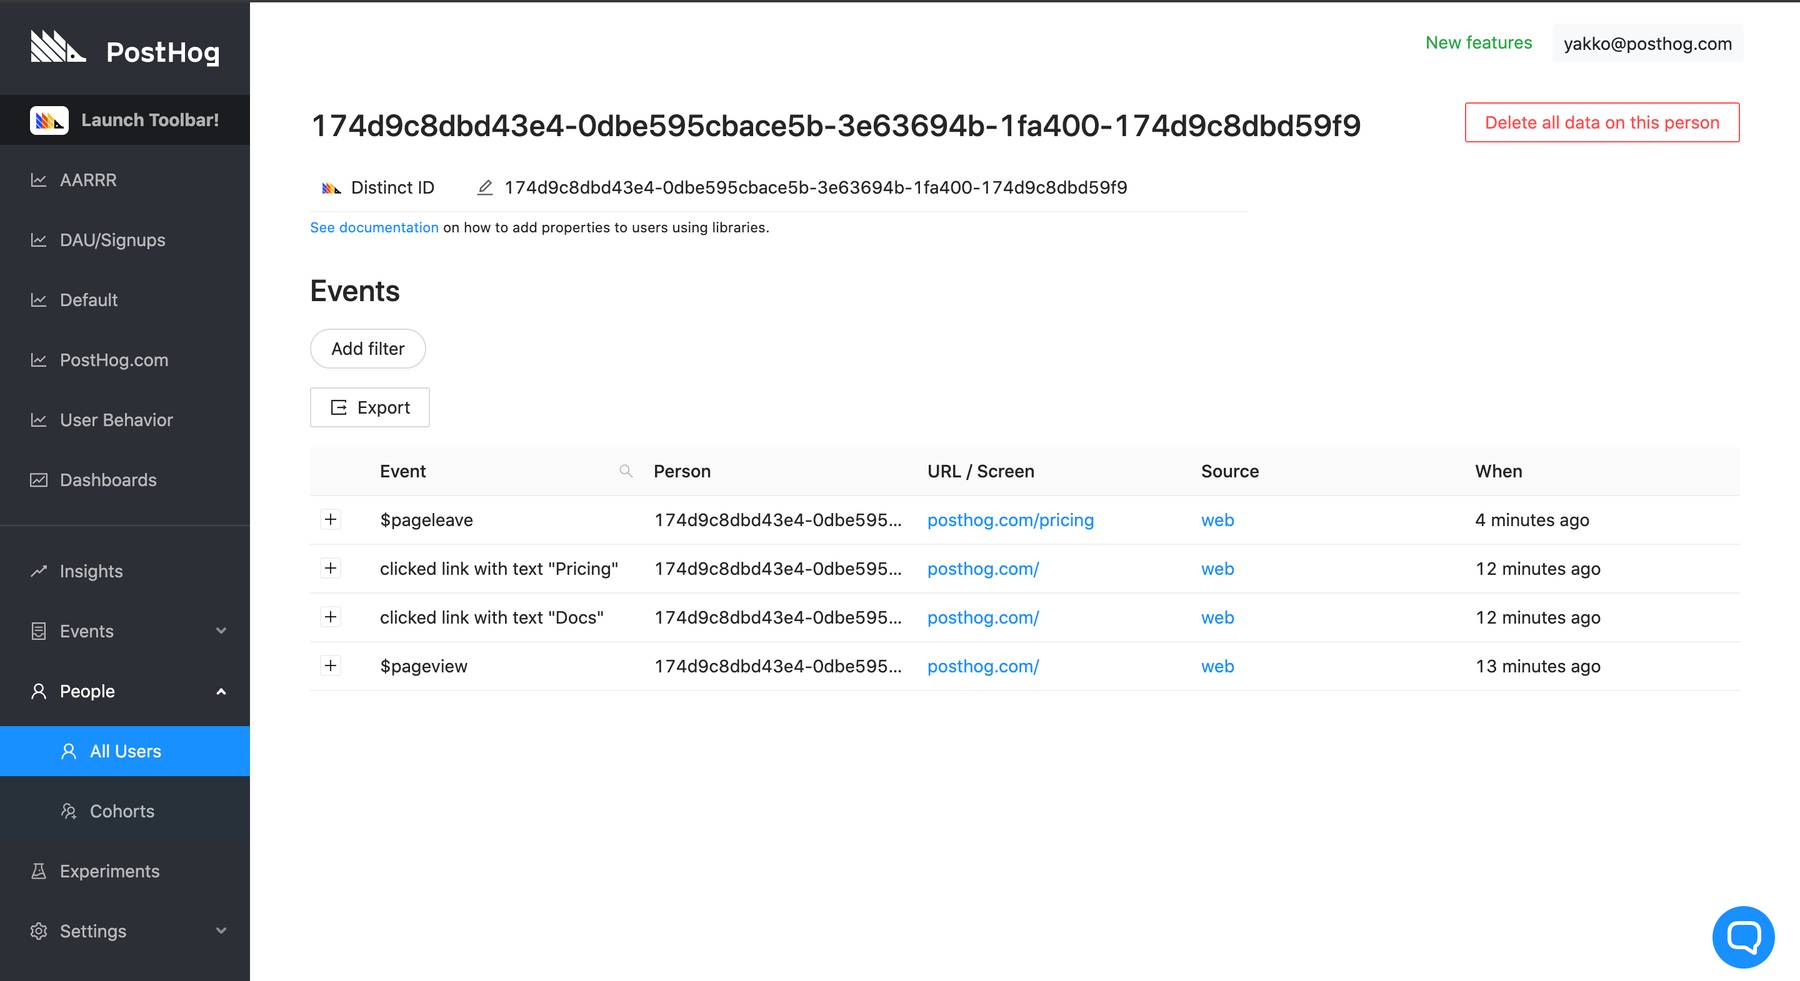 PostHog
Launch Toolbar!
AARRR
DAU/Signups
Default
PostHog.com
User Behavior
Dashboards
Insights
Events
People
All Users
Cohorts
Experiments
Settings
New features
yakko@posthog.com
174d9c8dbd43e4-0dbe595cbace5b-3e63694b-1fa400-174d9c8dbd59f9
Delete all data on this person
Distinct ID 174d9c8dbd43e4-0dbe595cbace5b-3e63694b-1fa400-174d9c8dbd59f9
See documentation on how to add properties to users using libraries.
Events
Add filter
Export
Event Person URL / Screen Source When
$pageleave 174d9c8dbd43e4-0dbe595... posthog.com/pricing web 4 minutes ago
clicked link with text "Pricing" 174d9c8dbd43e4-0dbe595... posthog.com/ web 12 minutes ago
clicked link with text "Docs" 174d9c8dbd43e4-0dbe595... posthog.com/ web 12 minutes ago
$pageview 174d9c8dbd43e4-0dbe595... posthog.com/ web 13 minutes ago